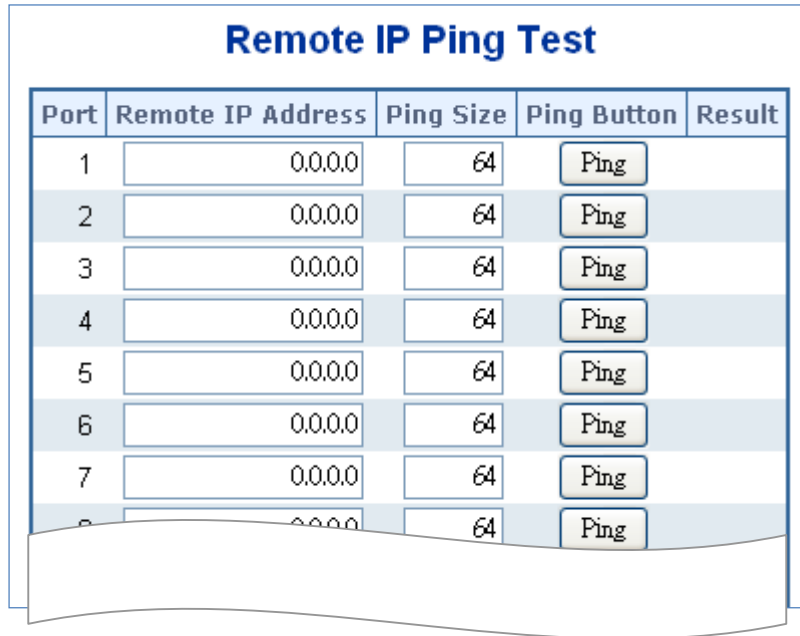 Remote IP Ping Test
Port Remote IP Address Ping Size Ping Button Result
1 0.0.0.0 64 Ping
2 0.0.0.0 64 Ping
3 0.0.0.0 64 Ping
4 0.0.0.0 64 Ping
5 0.0.0.0 64 Ping
6 0.0.0.0 64 Ping
7 0.0.0.0 64 Ping
64 Ping